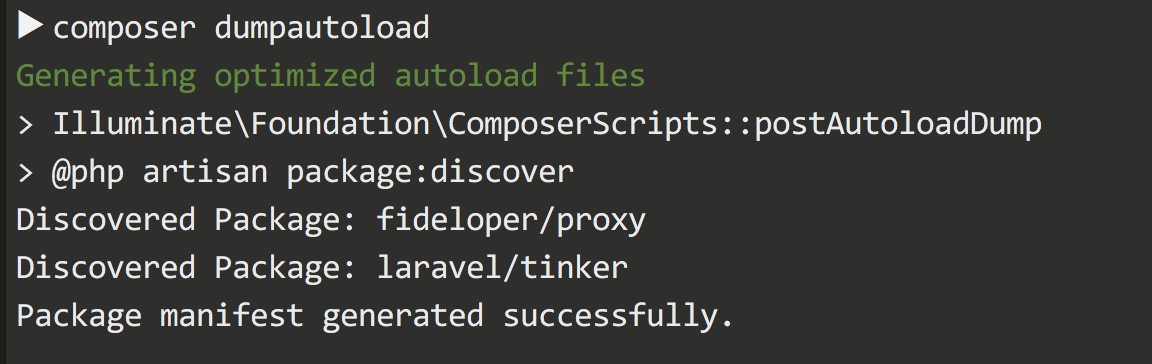 composer dumpautoload
Generating optimized autoload files
> Illuminate\Foundation\ComposerScripts::postAutoloadDump
> @php artisan package:discover
Discovered Package: fideloper/proxy
Discovered Package: laravel/tinker
Package manifest generated successfully.